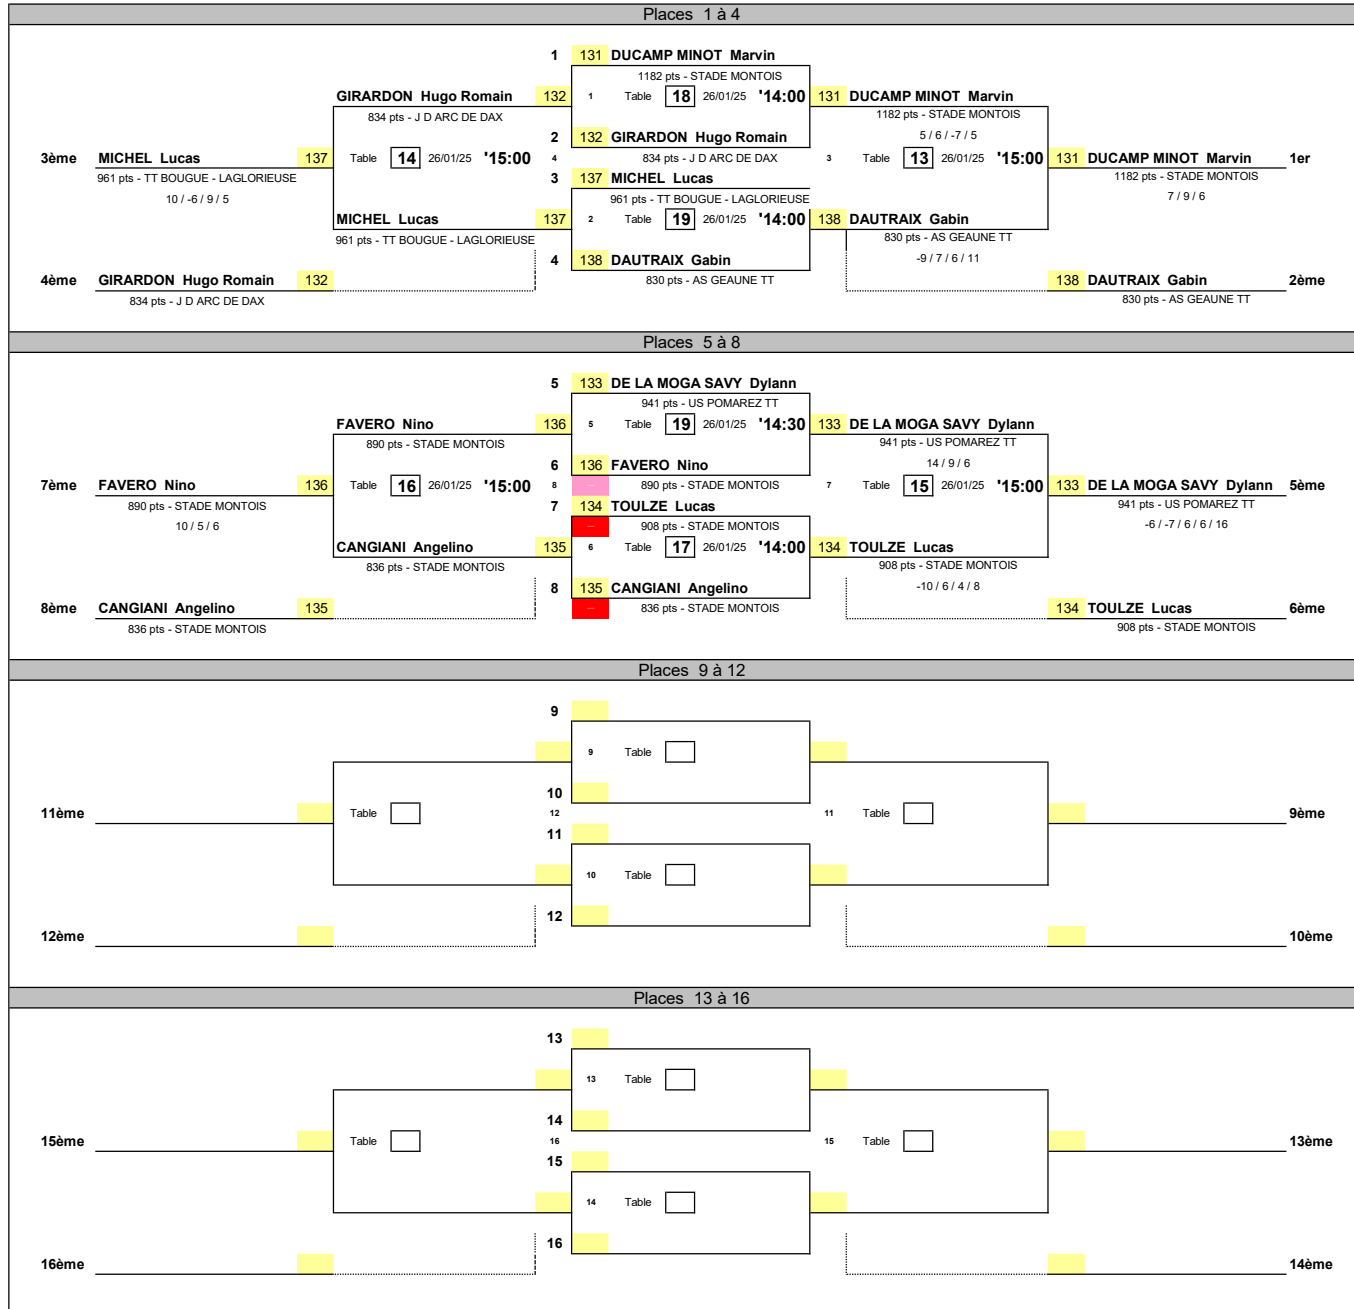 Places 1 à 4
1 131 DUCAMP MINOT Marvin
1182 pts - STADE MONTOIS
GIRARDON Hugo Romain 132 1 Table 18 26/01/25 '14:00 131 DUCAMP MINOT Marvin
834 pts - J D ARC DE DAX 1182 pts - STADE MONTOIS
2 132 GIRARDON Hugo Romain 5 / 6 / -7 / 5
3ème MICHEL Lucas 137 Table 14 26/01/25 '15:00 4 834 pts - J D ARC DE DAX 3 Table 13 26/01/25 '15:00 131 DUCAMP MINOT Marvin 1er
961 pts - TT BOUGUE - LAGLORIEUSE 3 137 MICHEL Lucas 1182 pts - STADE MONTOIS
10 / -6 / 9 / 5 961 pts - TT BOUGUE - LAGLORIEUSE 7 / 9 / 6
MICHEL Lucas 137 2 Table 19 26/01/25 '14:00 138 DAUTRAIX Gabin
961 pts - TT BOUGUE - LAGLORIEUSE 830 pts - AS GEAUNE TT
4 138 DAUTRAIX Gabin -9 / 7 / 6 / 11
4ème GIRARDON Hugo Romain 132 830 pts - AS GEAUNE TT 138 DAUTRAIX Gabin 2ème
834 pts - J D ARC DE DAX 830 pts - AS GEAUNE TT
Places 5 à 8
5 133 DE LA MOGA SAVY Dylann
941 pts - US POMAREZ TT
FAVERO Nino 136 5 Table 19 26/01/25 '14:30 133 DE LA MOGA SAVY Dylann
890 pts - STADE MONTOIS 941 pts - US POMAREZ TT
6 136 FAVERO Nino 14 / 9 / 6
7ème FAVERO Nino 136 Table 16 26/01/25 '15:00 8 890 pts - STADE MONTOIS 7 Table 15 26/01/25 '15:00 133 DE LA MOGA SAVY Dylann 5ème
890 pts - STADE MONTOIS 7 134 TOULZE Lucas 941 pts - US POMAREZ TT
10 / 5 / 6 908 pts - STADE MONTOIS -6 / -7 / 6 / 6 / 16
CANGIANI Angelino 135 6 Table 17 26/01/25 '14:00 134 TOULZE Lucas
836 pts - STADE MONTOIS 908 pts - STADE MONTOIS
8 135 CANGIANI Angelino -10 / 6 / 4 / 8
8ème CANGIANI Angelino 135 836 pts - STADE MONTOIS 134 TOULZE Lucas 6ème
836 pts - STADE MONTOIS 908 pts - STADE MONTOIS
Places 9 à 12
9
9 Table
10
11ème Table 12 11 Table 9ème
11
10 Table
12
12ème 10ème
Places 13 à 16
13
13 Table
14
15ème Table 16 15 Table 13ème
15
14 Table
16
16ème 14ème